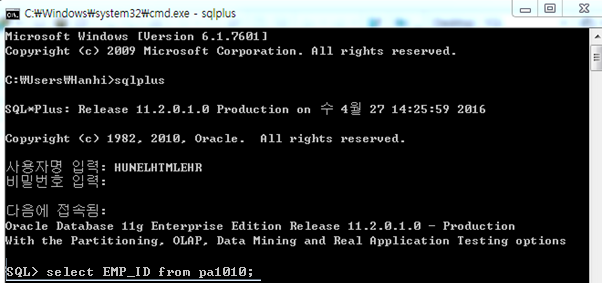 C:₩Windows₩system32₩cmd.exe - sqlplus
Microsoft Windows [Version 6.1.7601]
Copyright (c) 2009 Microsoft Corporation. All rights reserved.
C:₩Users₩Hanhi>sqlplus
SQL*Plus: Release 11.2.0.1.0 Production on 수 4월 27 14:25:59 2016
Copyright (c) 1982, 2010, Oracle.  All rights reserved.
사용자명 입력: HUNELHTMLEHR
비밀번호 입력:
다음에 접속됨:
Oracle Database 11g Enterprise Edition Release 11.2.0.1.0 - Production
With the Partitioning, OLAP, Data Mining and Real Application Testing options
SQL> select EMP_ID from pa1010;